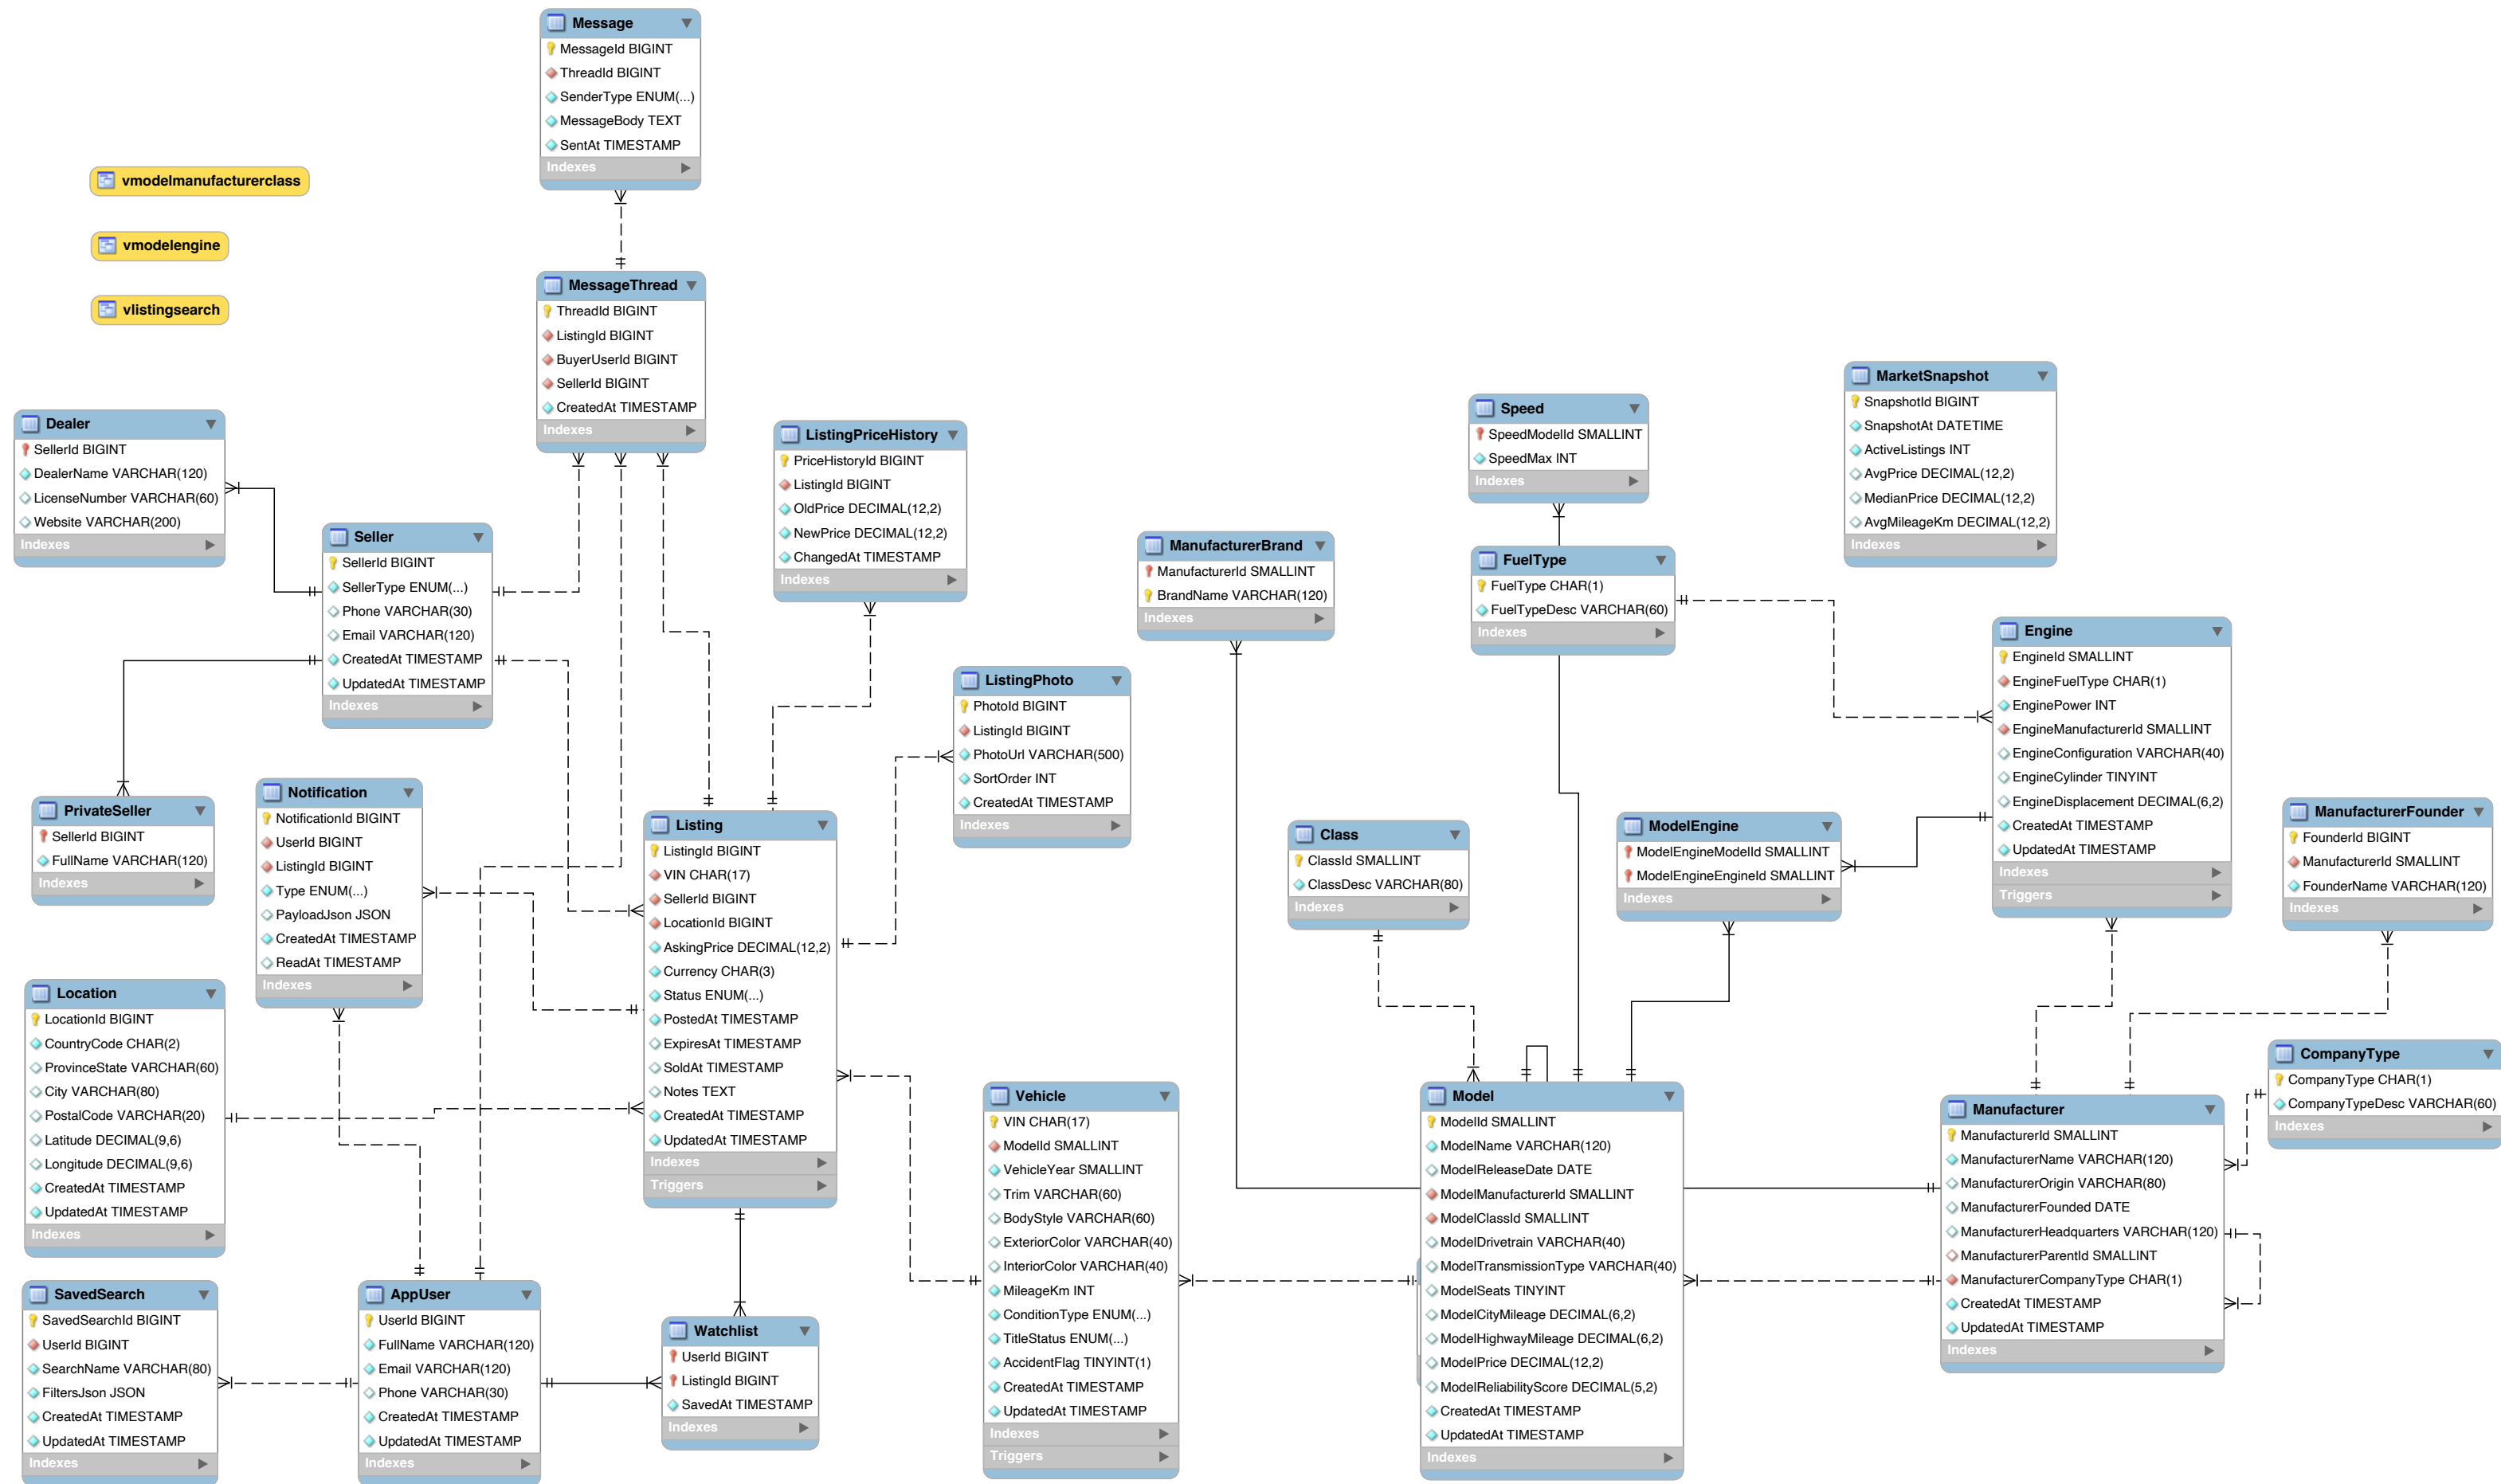 Message
MessageId BIGINT
ThreadId BIGINT
SenderType ENUM(...)
MessageBody TEXT
SentAt TIMESTAMP
Indexes
vmodelmanufacturerclass
vmodelengine
vlistingsearch
MessageThread
ThreadId BIGINT
ListingId BIGINT
BuyerUserId BIGINT
SellerId BIGINT
CreatedAt TIMESTAMP
Indexes
Dealer
SellerId BIGINT
DealerName VARCHAR(120)
LicenseNumber VARCHAR(60)
Website VARCHAR(200)
Indexes
Seller
SellerId BIGINT
SellerType ENUM(...)
Phone VARCHAR(30)
Email VARCHAR(120)
CreatedAt TIMESTAMP
UpdatedAt TIMESTAMP
Indexes
ListingPriceHistory
PriceHistoryId BIGINT
ListingId BIGINT
OldPrice DECIMAL(12,2)
NewPrice DECIMAL(12,2)
ChangedAt TIMESTAMP
Indexes
Speed
SpeedModelId SMALLINT
SpeedMax INT
Indexes
MarketSnapshot
SnapshotId BIGINT
SnapshotAt DATETIME
ActiveListings INT
AvgPrice DECIMAL(12,2)
MedianPrice DECIMAL(12,2)
AvgMileageKm DECIMAL(12,2)
Indexes
ManufacturerBrand
ManufacturerId SMALLINT
BrandName VARCHAR(120)
Indexes
FuelType
FuelType CHAR(1)
FuelTypeDesc VARCHAR(60)
Indexes
Engine
EngineId SMALLINT
EngineFuelType CHAR(1)
EnginePower INT
EngineManufacturerId SMALLINT
EngineConfiguration VARCHAR(40)
EngineCylinder TINYINT
EngineDisplacement DECIMAL(6,2)
CreatedAt TIMESTAMP
UpdatedAt TIMESTAMP
Indexes
Triggers
ListingPhoto
PhotoId BIGINT
ListingId BIGINT
PhotoUrl VARCHAR(500)
SortOrder INT
CreatedAt TIMESTAMP
Indexes
PrivateSeller
SellerId BIGINT
FullName VARCHAR(120)
Indexes
Notification
NotificationId BIGINT
UserId BIGINT
ListingId BIGINT
Type ENUM(...)
PayloadJson JSON
CreatedAt TIMESTAMP
ReadAt TIMESTAMP
Indexes
Listing
ListingId BIGINT
VIN CHAR(17)
SellerId BIGINT
LocationId BIGINT
AskingPrice DECIMAL(12,2)
Currency CHAR(3)
Status ENUM(...)
PostedAt TIMESTAMP
ExpiresAt TIMESTAMP
SoldAt TIMESTAMP
Notes TEXT
CreatedAt TIMESTAMP
UpdatedAt TIMESTAMP
Indexes
Triggers
Class
ClassId SMALLINT
ClassDesc VARCHAR(80)
Indexes
ModelEngine
ModelEngineModelId SMALLINT
ModelEngineEngineId SMALLINT
Indexes
ManufacturerFounder
FounderId BIGINT
ManufacturerId SMALLINT
FounderName VARCHAR(120)
Indexes
Location
LocationId BIGINT
CountryCode CHAR(2)
ProvinceState VARCHAR(60)
City VARCHAR(80)
PostalCode VARCHAR(20)
Latitude DECIMAL(9,6)
Longitude DECIMAL(9,6)
CreatedAt TIMESTAMP
UpdatedAt TIMESTAMP
Indexes
CompanyType
CompanyType CHAR(1)
CompanyTypeDesc VARCHAR(60)
Indexes
Vehicle
VIN CHAR(17)
ModelId SMALLINT
VehicleYear SMALLINT
Trim VARCHAR(60)
BodyStyle VARCHAR(60)
ExteriorColor VARCHAR(40)
InteriorColor VARCHAR(40)
MileageKm INT
ConditionType ENUM(...)
TitleStatus ENUM(...)
AccidentFlag TINYINT(1)
CreatedAt TIMESTAMP
UpdatedAt TIMESTAMP
Indexes
Triggers
Model
ModelId SMALLINT
ModelName VARCHAR(120)
ModelReleaseDate DATE
ModelManufacturerId SMALLINT
ModelClassId SMALLINT
ModelDrivetrain VARCHAR(40)
ModelTransmissionType VARCHAR(40)
ModelSeats TINYINT
ModelCityMileage DECIMAL(6,2)
ModelHighwayMileage DECIMAL(6,2)
ModelPrice DECIMAL(12,2)
ModelReliabilityScore DECIMAL(5,2)
CreatedAt TIMESTAMP
UpdatedAt TIMESTAMP
Indexes
Manufacturer
ManufacturerId SMALLINT
ManufacturerName VARCHAR(120)
ManufacturerOrigin VARCHAR(80)
ManufacturerFounded DATE
ManufacturerHeadquarters VARCHAR(120)
ManufacturerParentId SMALLINT
ManufacturerCompanyType CHAR(1)
CreatedAt TIMESTAMP
UpdatedAt TIMESTAMP
Indexes
SavedSearch
SavedSearchId BIGINT
UserId BIGINT
SearchName VARCHAR(80)
FiltersJson JSON
CreatedAt TIMESTAMP
UpdatedAt TIMESTAMP
Indexes
AppUser
UserId BIGINT
FullName VARCHAR(120)
Email VARCHAR(120)
Phone VARCHAR(30)
CreatedAt TIMESTAMP
UpdatedAt TIMESTAMP
Indexes
Watchlist
UserId BIGINT
ListingId BIGINT
SavedAt TIMESTAMP
Indexes